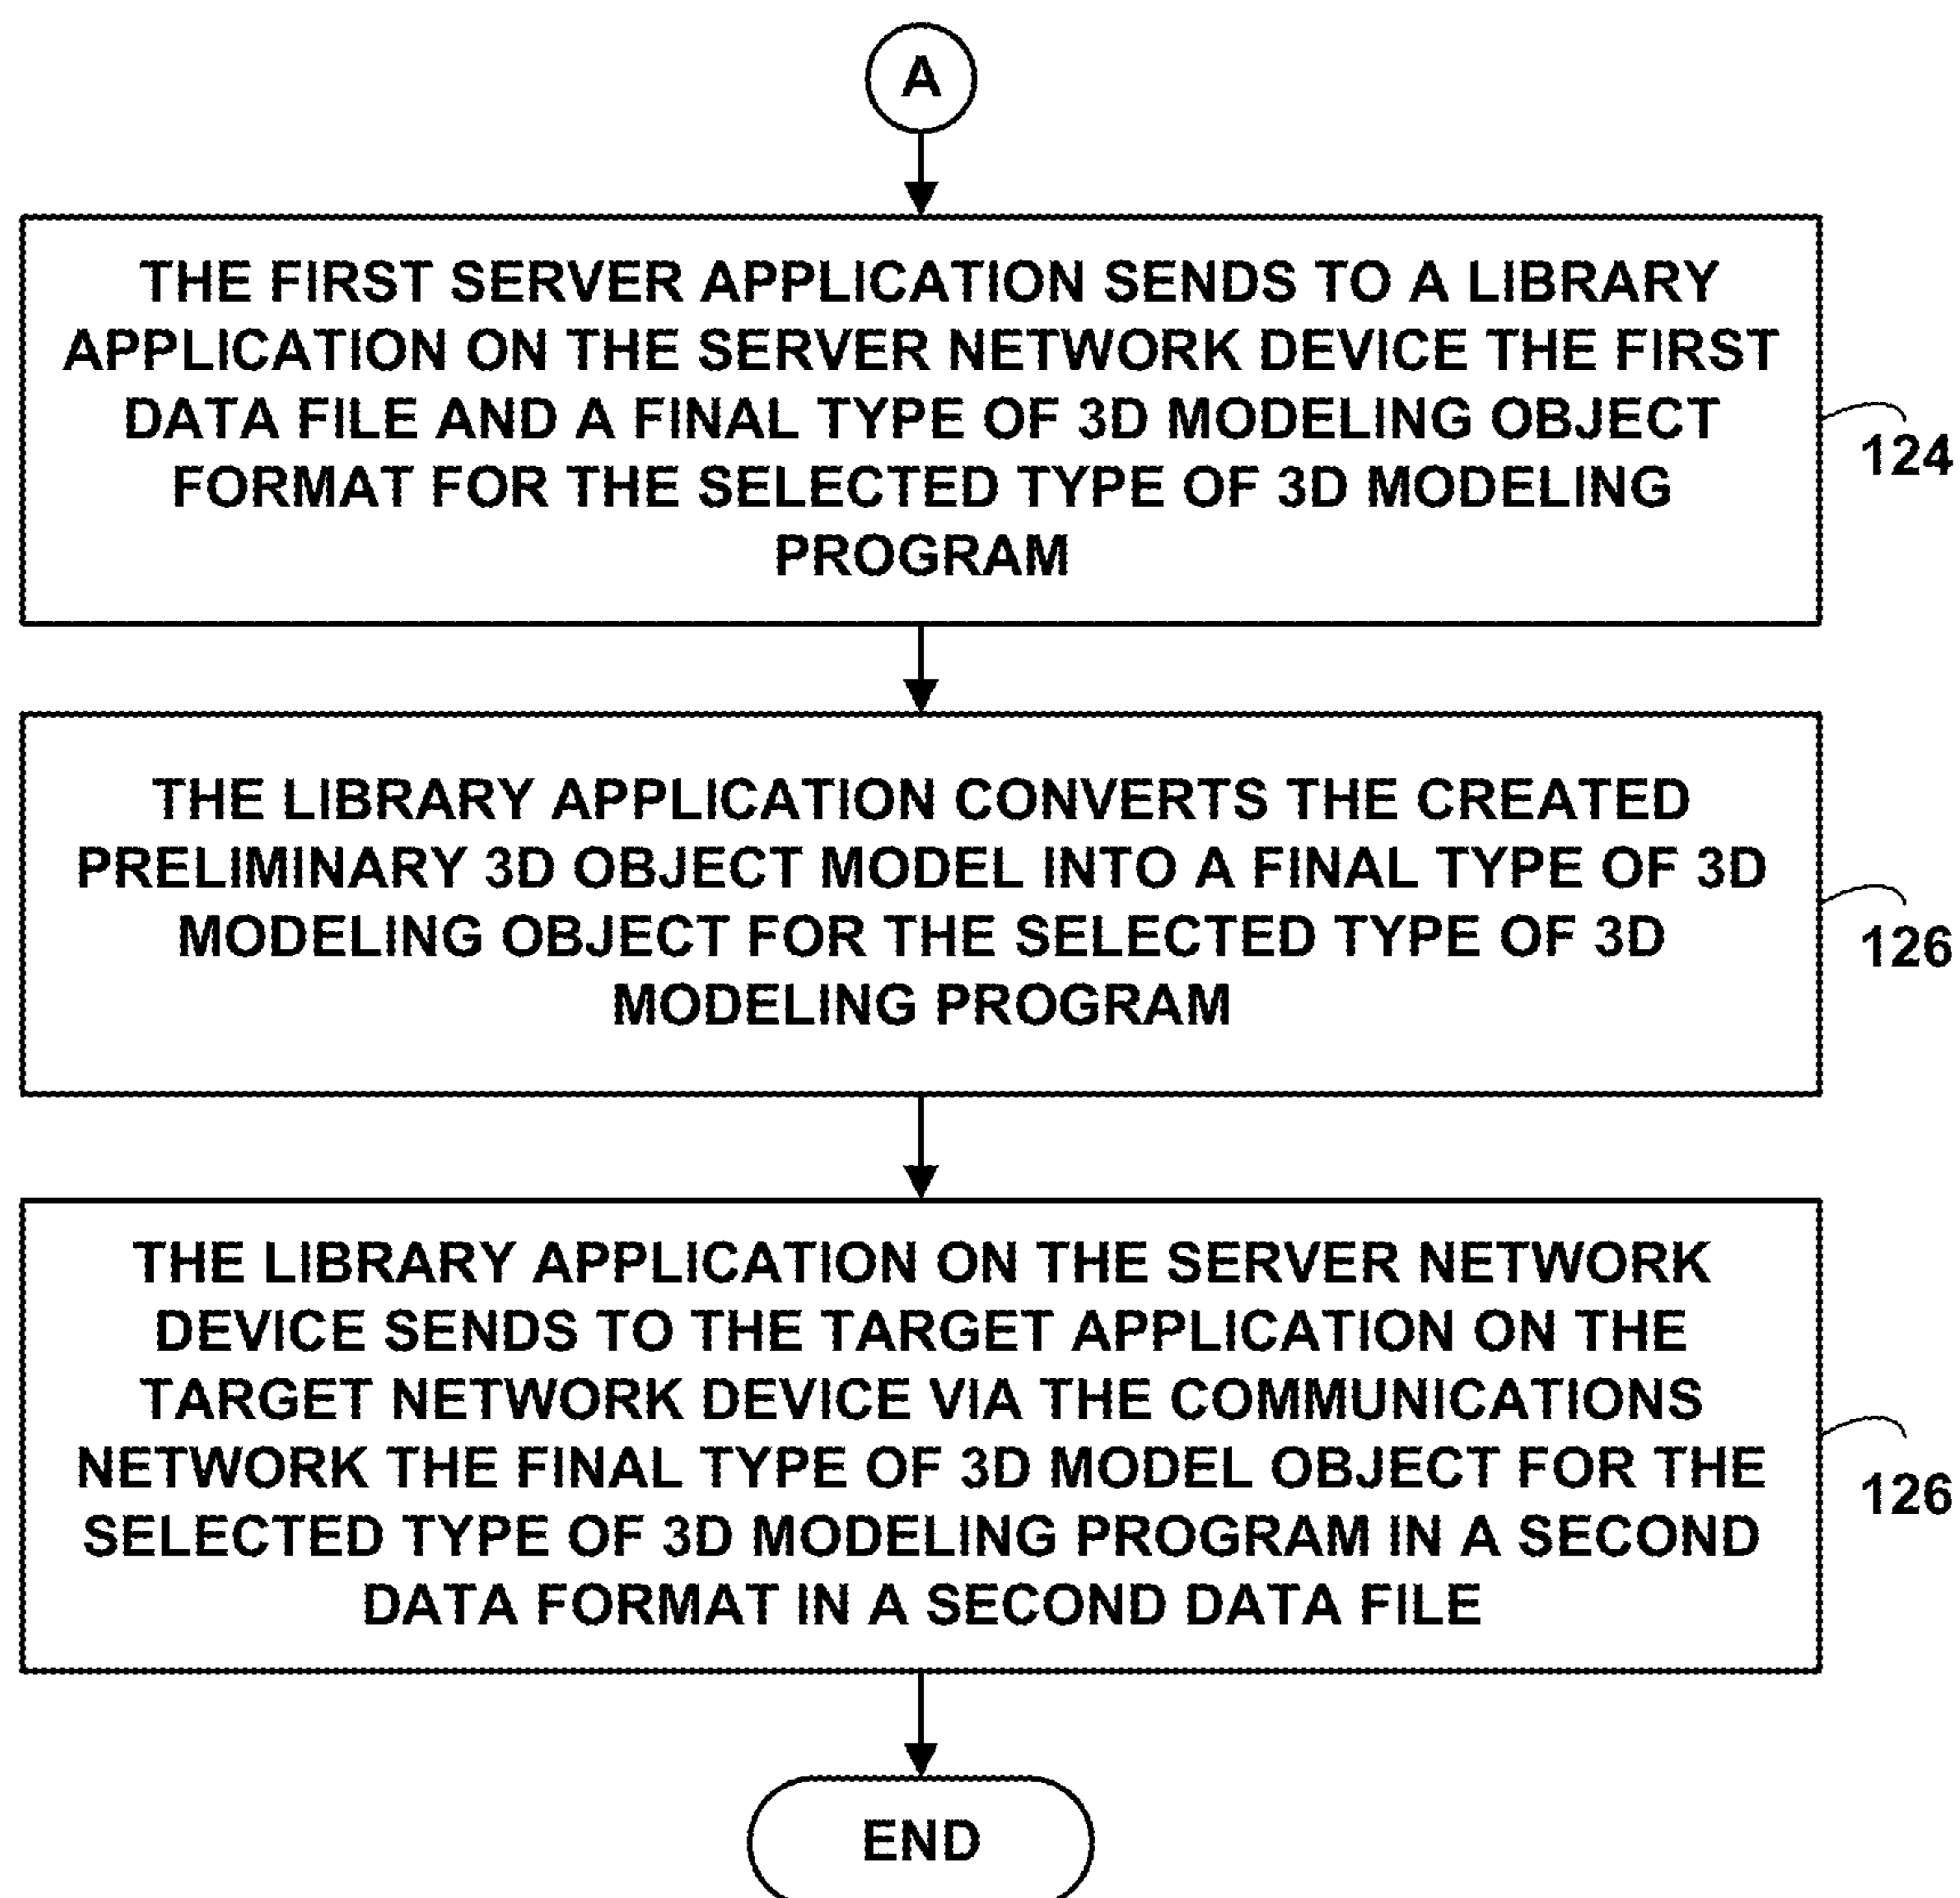 A
THE FIRST SERVER APPLICATION SENDS TO A LIBRARY
APPLICATION ON THE SERVER NETWORK DEVICE THE FIRST
DATA FILE AND A FINAL TYPE OF 3D MODELING OBJECT
FORMAT FOR THE SELECTED TYPE OF 3D MODELING
PROGRAM
124
THE LIBRARY APPLICATION CONVERTS THE CREATED
PRELIMINARY 3D OBJECT MODEL INTO A FINAL TYPE OF 3D
MODELING OBJECT FOR THE SELECTED TYPE OF 3D
MODELING PROGRAM
126
THE LIBRARY APPLICATION ON THE SERVER NETWORK
DEVICE SENDS TO THE TARGET APPLICATION ON THE
TARGET NETWORK DEVICE VIA THE COMMUNICATIONS
NETWORK THE FINAL TYPE OF 3D MODEL OBJECT FOR THE
SELECTED TYPE OF 3D MODELING PROGRAM IN A SECOND
DATA FORMAT IN A SECOND DATA FILE
126
END